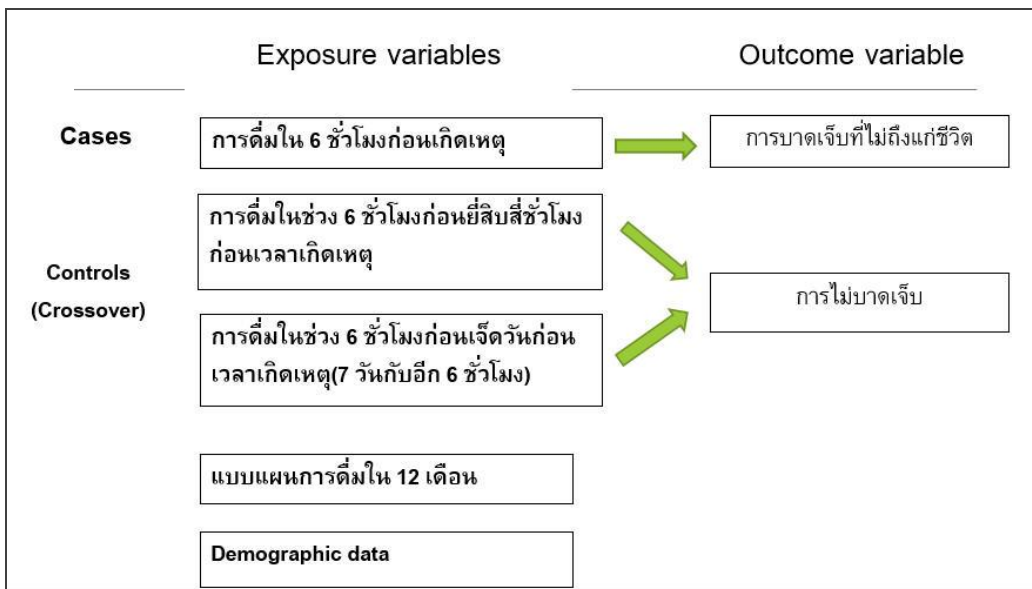 Exposure variables
Outcome variable
Cases
การดื่มใน 6 ชั่วโมงก่อนเกิดเหตุ
การบาดเจ็บที่ไม่ถึงแก่ชีวิต
Controls
(Crossover)
การดื่มในช่วง 6 ชั่วโมงก่อนยี่สิบสี่ชั่วโมง
ก่อนเวลาเกิดเหตุ
การดื่มในช่วง 6 ชั่วโมงก่อนเจ็ดวันก่อน
เวลาเกิดเหตุ(7 วันกับอีก 6 ชั่วโมง)
การไม่บาดเจ็บ
แบบแผนการดื่มใน 12 เดือน
Demographic data